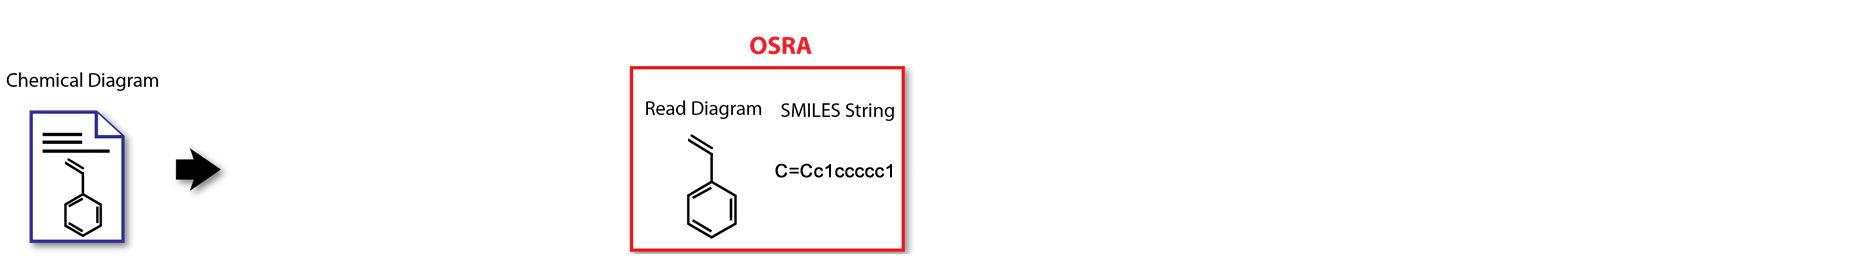 OSRA
Chemical Diagram
Read Diagram
SMILES String
C=Cc1ccccc1